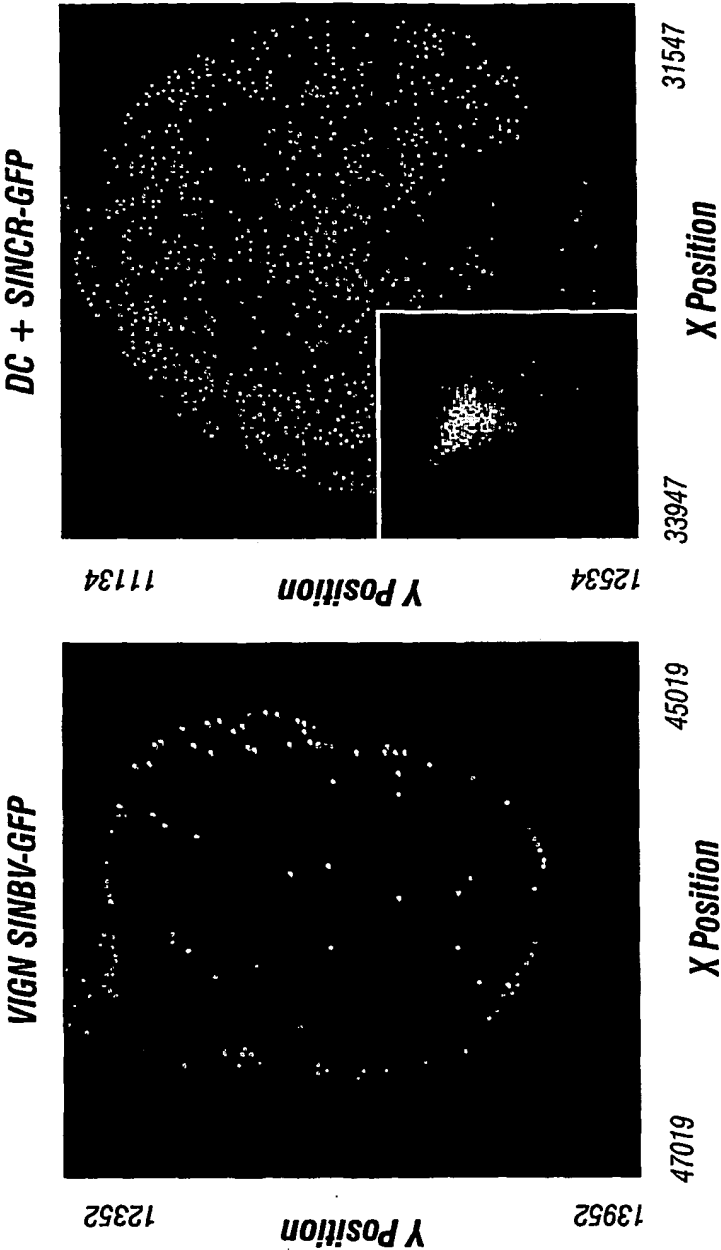 VIGN SINBV-GFP
Y Position
12352
13952
47019
45019
X Position
DC + SINCR-GFP
Y Position
11134
12534
33947
31547
X Position